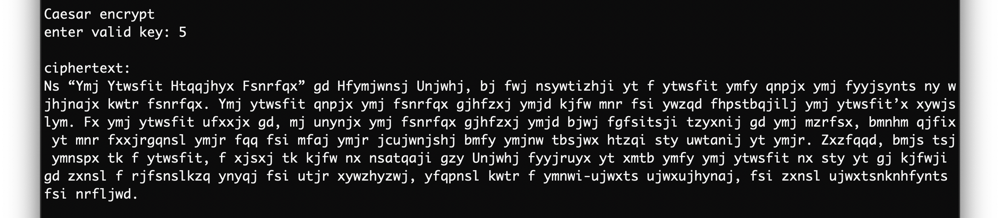 Caesar encrypt
enter valid key: 5
ciphertext:
Ns “Ymj Ytwsfit Htqqjhyx Fsnrfqx” gd Hfymjwnsj Unjwhj, bj fwj nsywtizhji yt f ytwsfit ymfy qnpjx ymj fyyjsynts ny w
jhjnajx kwtr fsnrfqx. Ymj ytwsfit qnpjx ymj fsnrfqx gjhfzxj ymjd kjfw mnr fsi ywzqd fhpstbqjilj ymj ytwsfit’x xywjs
lym. Fx ymj ytwsfit ufxxjx gd, mj unynjx ymj fsnrfqx gjhfzxj ymjd bjwj fgfsitsji tzyxnij gd ymj mzrfsx, bmnhm qjfix
 yt mnr fxxjrgqnsl ymjr fqq fsi mfaj ymjr jcujwnjshj bmfy ymjnw tbsjwx htzqi sty uwtanij yt ymjr. Zxzfqqd, bmjs tsj
 ymnspx tk f ytwsfit, f xjsxj tk kjfw nx nsatqaji gzy Unjwhj fyyjruyx yt xmtb ymfy ymj ytwsfit nx sty yt gj kjfwji
gd zxnsl f rjfsnslkzq ynyqj fsi utjr xywzhyzwj, yfqpnsl kwtr f ymnwi-ujwxts ujwxujhynaj, fsi zxnsl ujwxtsnknhfynts
fsi nrfljwd.